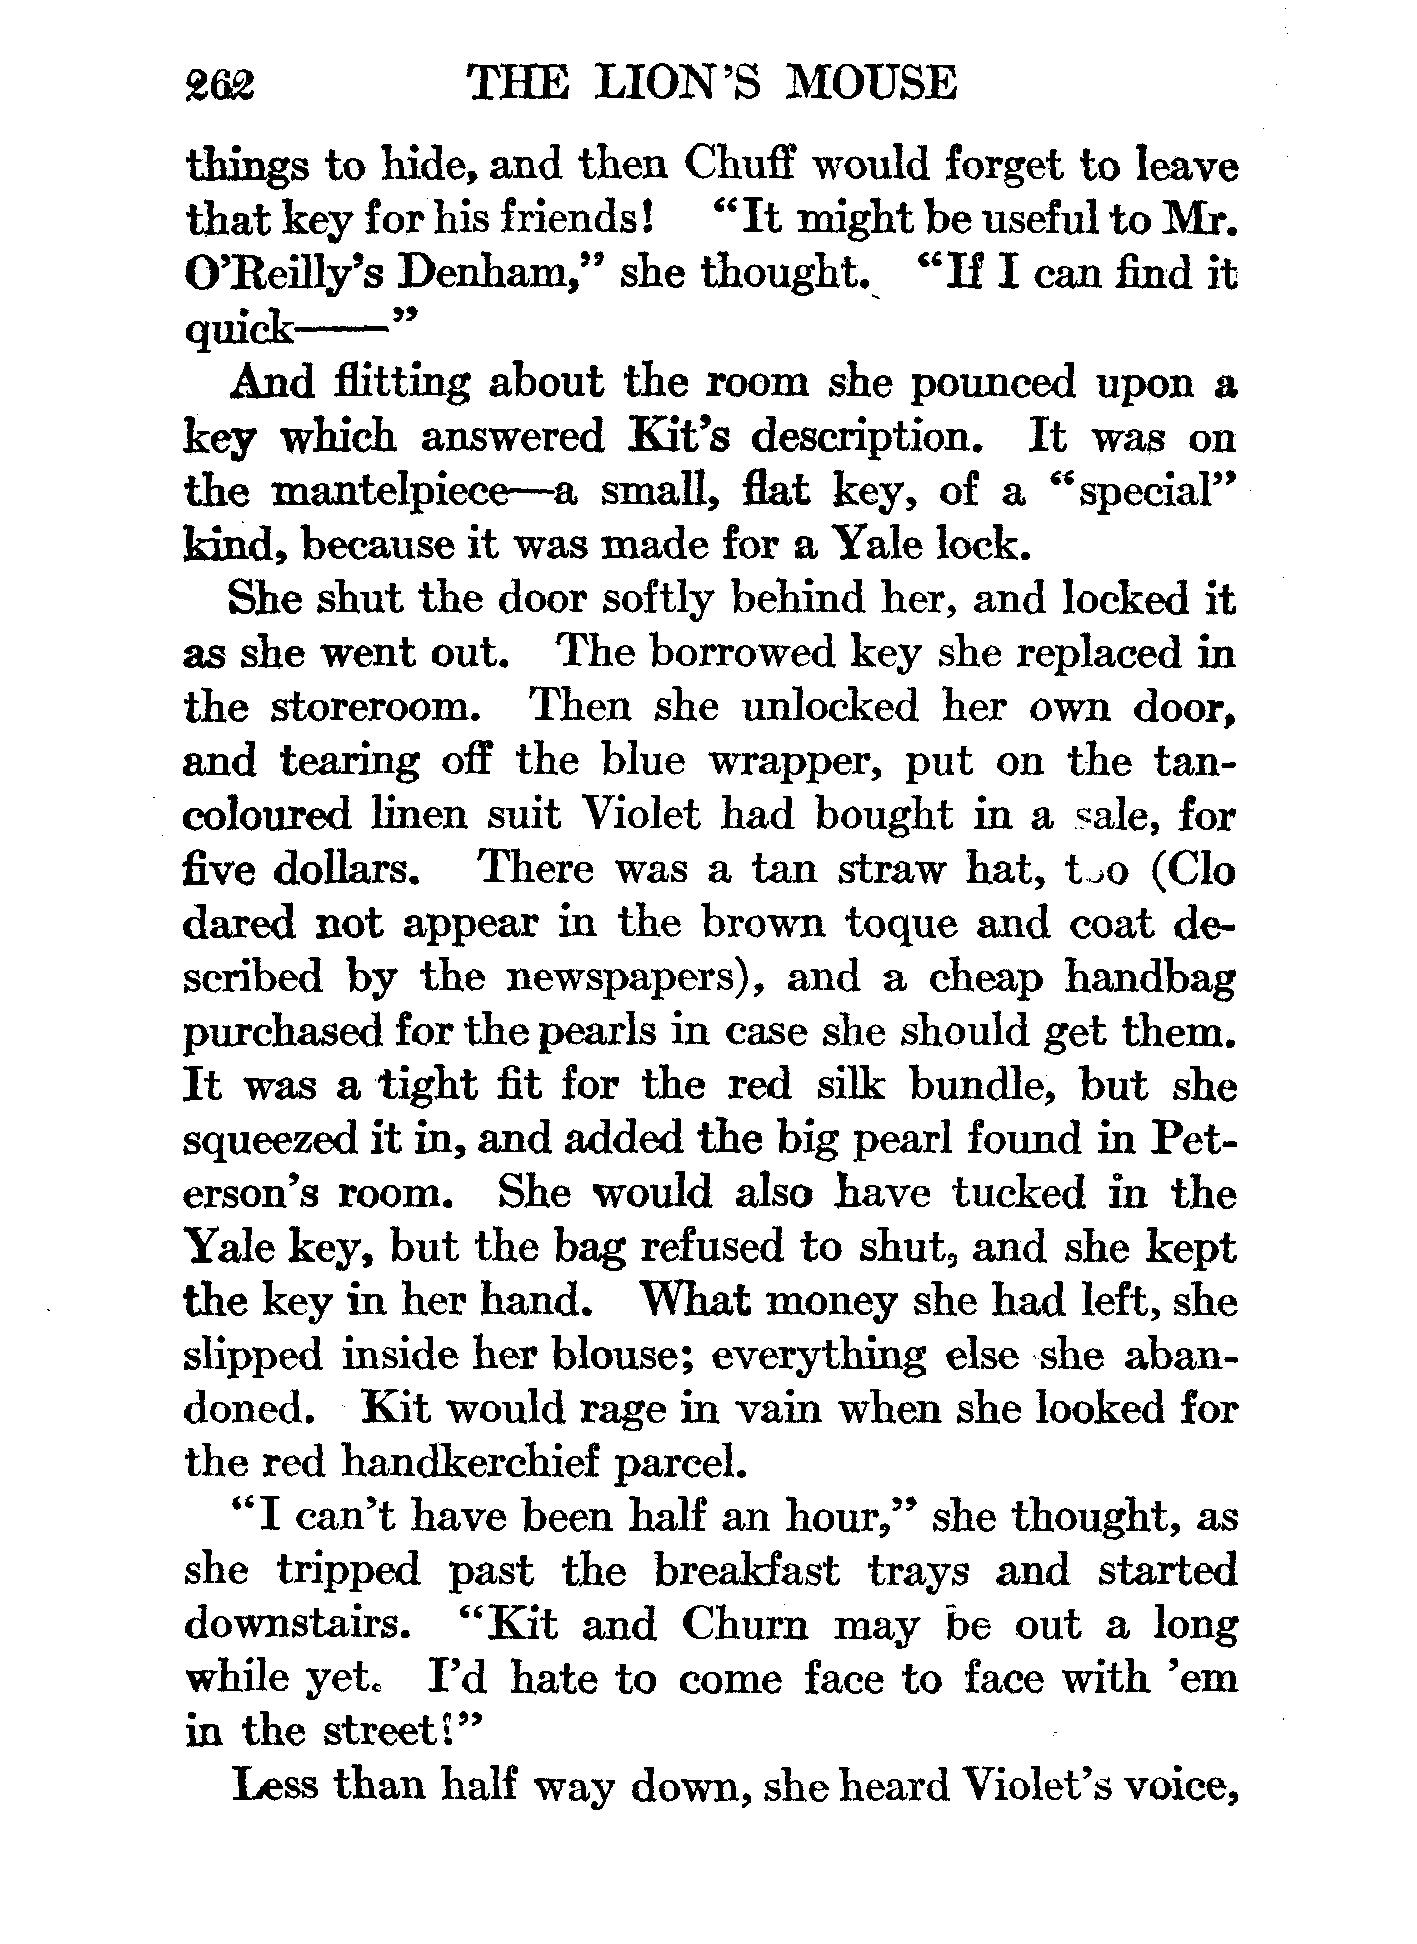 262 THE LION'S MOUSE
things to hide, and then Chuff would forget to leave
that key for his friends! "It might be useful to Mr.
O'Reilly's Denham," she thought. "If I can find it
quick——"
And flitting about the room she pounced upon a
key which answered Kit's description. It was on
the mantelpiece—a small, flat key, of a "special"
kind, because it was made for a Yale lock.
She shut the door softly behind her, and locked it
as she went out. The borrowed key she replaced in
the storeroom. Then she unlocked her own door,
and tearing off the blue wrapper, put on the tan-
coloured linen suit Violet had bought in a sale, for
five dollars. There was a tan straw hat, too (Clo
dared not appear in the brown toque and coat de-
scribed by the newspapers), and a cheap handbag
purchased for the pearls in case she should get them.
It was a tight fit for the red silk bundle, but she
squeezed it in, and added the big pearl found in Pet-
erson's room. She would also have tucked in the
Yale key, but the bag refused to shut, and she kept
the key in her hand. What money she had left, she
slipped inside her blouse; everything else she aban-
doned. Kit would rage in vain when she looked for
the red handkerchief parcel.
"I can't have been half an hour," she thought, as
she tripped past the breakfast trays and started
downstairs. "Kit and Churn may be out a long
while yet. I'd hate to come face to face with 'em
in the street!"
Less than half way down, she heard Violet's voice,